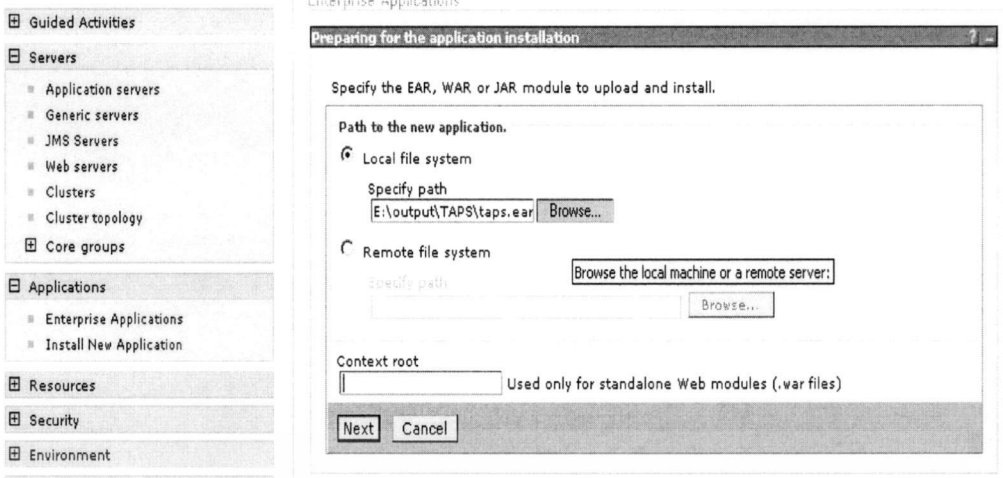 Enterprise Applications
Guided Activities
Servers
Application servers
Generic servers
JMS Servers
Web servers
Clusters
Cluster topology
Core groups
Applications
Enterprise Applications
Install New Application
Resources
Security
Environment
Preparing for the application installation ? -
Specify the EAR, WAR or JAR module to upload and install.
Path to the new application.
Local file system
Specify path
E:\output\TAPS\taps.ear Browse...
Remote file system
Browse the local machine or a remote server:
Specify path
Browse...
Context root
Used only for standalone Web modules (.war files)
Next Cancel